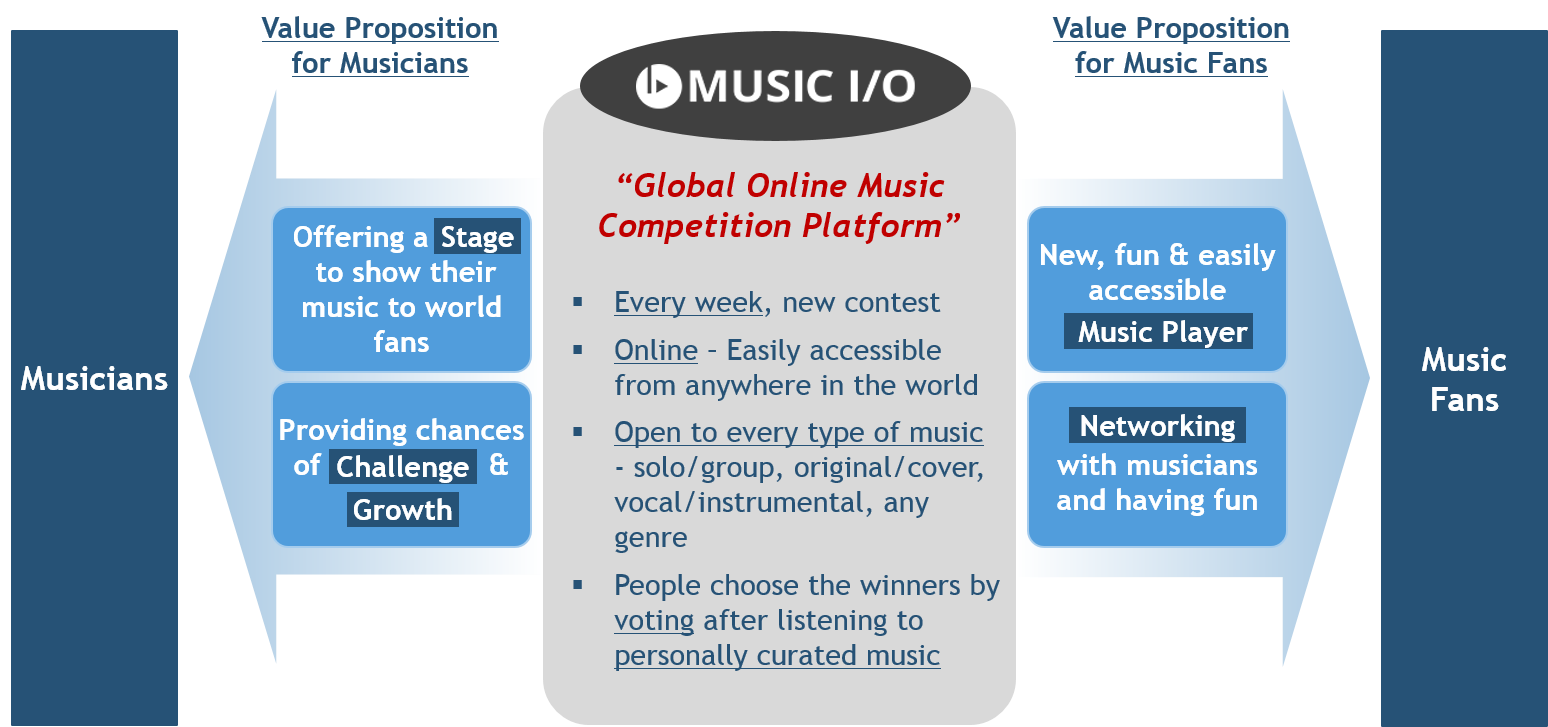 Musicians
Value Proposition
for Musicians
Offering a Stage
to show their
music to world
fans
Providing chances
of Challenge &
Growth
MUSIC I/O
“Global Online Music
Competition Platform”
▪ Every week, new contest
▪ Online – Easily accessible
from anywhere in the world
▪ Open to every type of music
- solo/group, original/cover,
vocal/instrumental, any
genre
▪ People choose the winners by
voting after listening to
personally curated music
Value Proposition
for Music Fans
New, fun & easily
accessible
Music Player
Networking
with musicians
and having fun
Music
Fans